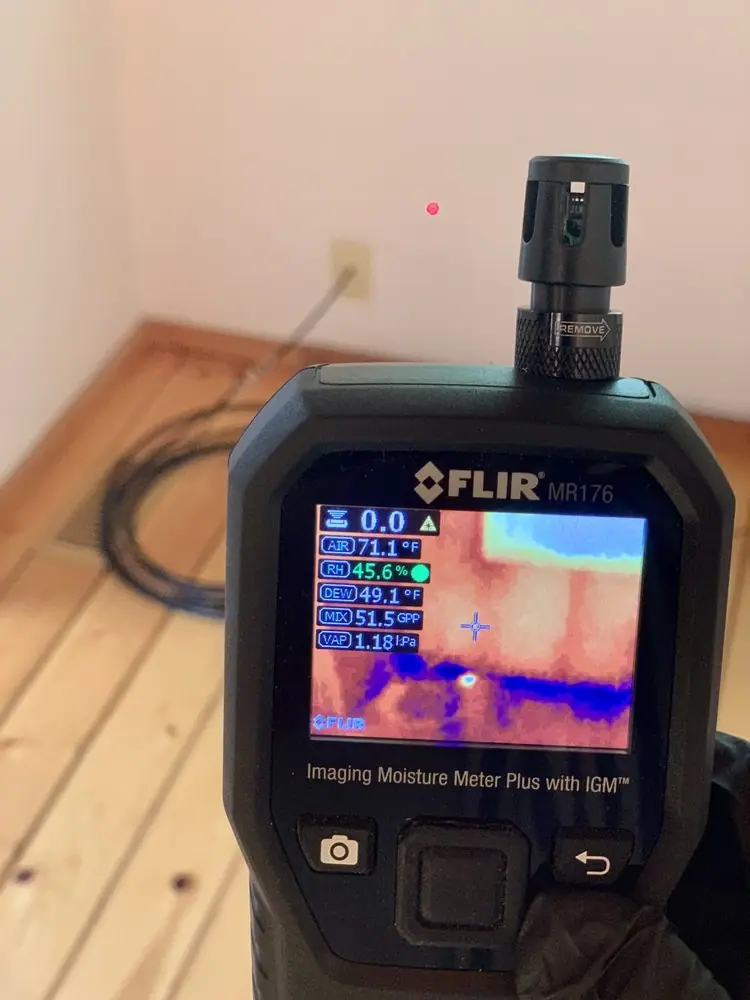 REMOVE
FLIR® MR176
0.0
AIR 71.1 °F
RH 45.6 %
DEW 49.1 °F
MIX 51.5 GPP
VAP 1.18 kPa
FLIR
Imaging Moisture Meter Plus with IGM™